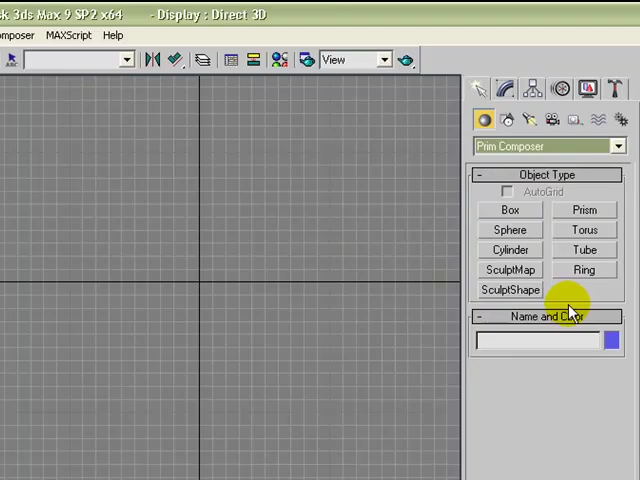 k 3ds Max 9 SP2 x64 - Display : Direct 3D
omposer MAXScript Help
View
Prim Composer
- Object Type
AutoGrid
Box Prism
Sphere Torus
Cylinder Tube
SculptMap Ring
SculptShape
- Name and Color